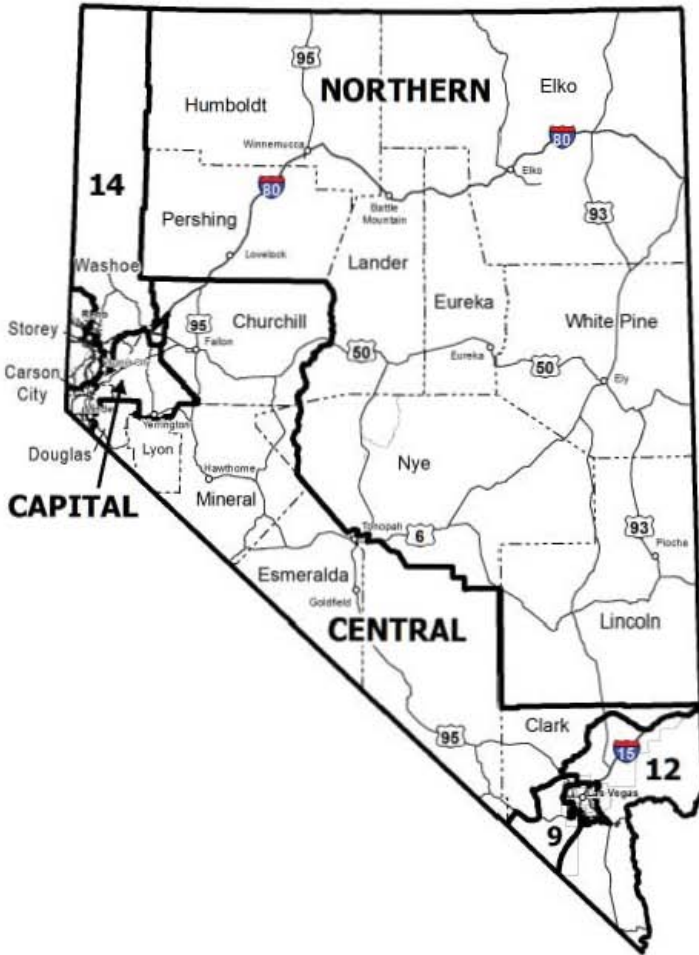 95
NORTHERN
Elko
Humboldt
80
Winnemucca
Elko
14
80
Battle
Mountain
93
Pershing
Lovelock
Washoe
Lander
Eureka
95
Churchill
White Pine
Storey
Fallon
50
Eureka
50
Carson
City
Ely
Yerrington
Douglas
Lyon
Nye
Hawthorne
CAPITAL
Mineral
Tonopah
6
93
Pioche
Esmeralda
Goldfield
Lincoln
CENTRAL
Clark
95
15
12
Las Vegas
9